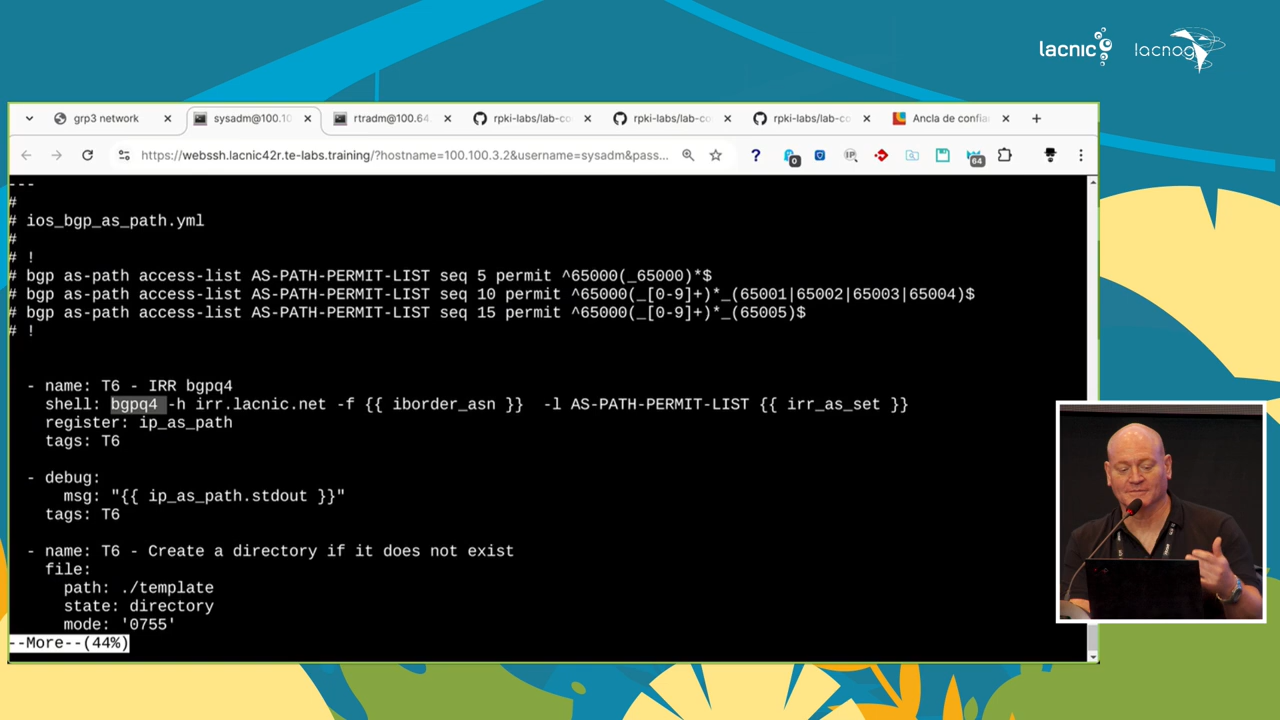 lacnic
lacnog
grp3 network
sysadm@100.10
rtradm@100.64.
rpki-labs/lab-co
rpki-labs/lab-co
rpki-labs/lab-co
Ancla de confia
https://webssh.lacnic42r.te-labs.training/?hostname=100.100.3.2&username=sysadm&pass...
?
0
IP
64
---
#
# ios_bgp_as_path.yml
#
# !
# bgp as-path access-list AS-PATH-PERMIT-LIST seq 5 permit ^65000(_65000)*$
# bgp as-path access-list AS-PATH-PERMIT-LIST seq 10 permit ^65000(_[0-9]+)*_(65001|65002|65003|65004)$
# bgp as-path access-list AS-PATH-PERMIT-LIST seq 15 permit ^65000(_[0-9]+)*_(65005)$
# !
- name: T6 - IRR bgpq4
shell: bgpq4 -h irr.lacnic.net -f {{ iborder_asn }}  -l AS-PATH-PERMIT-LIST {{ irr_as_set }}
register: ip_as_path
tags: T6
- debug:
msg: "{{ ip_as_path.stdout }}"
tags: T6
- name: T6 - Create a directory if it does not exist
file:
path: ./template
state: directory
mode: '0755'
--More--(44%)